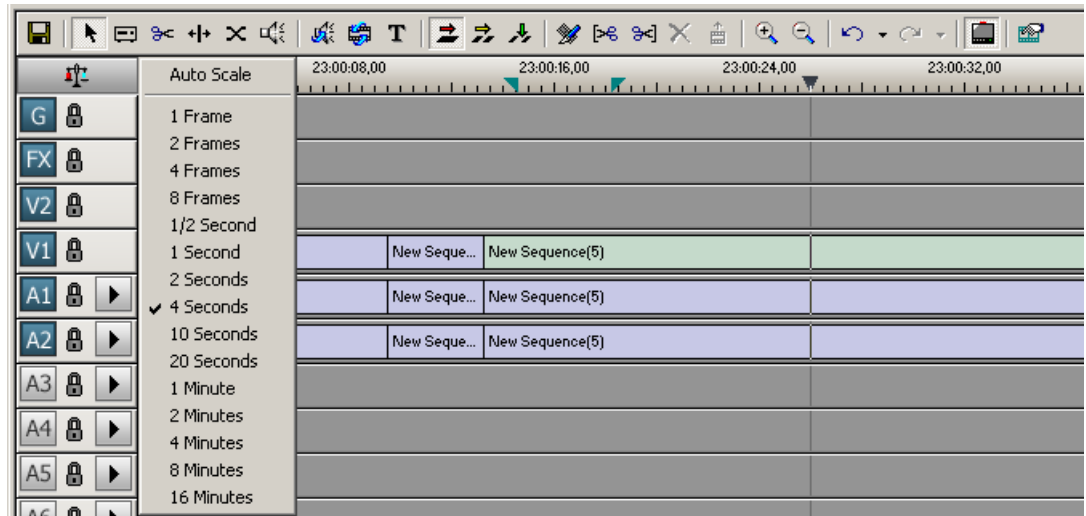 T
Auto Scale
23:00:08,00 23:00:16,00 23:00:24,00 23:00:32,00
G
1 Frame
2 Frames
FX
4 Frames
V2
8 Frames
1/2 Second
V1
1 Second
New Seque... New Sequence(5)
2 Seconds
A1
4 Seconds
New Seque... New Sequence(5)
A2
10 Seconds
New Seque... New Sequence(5)
20 Seconds
A3
1 Minute
2 Minutes
A4
4 Minutes
A5
8 Minutes
16 Minutes
A6